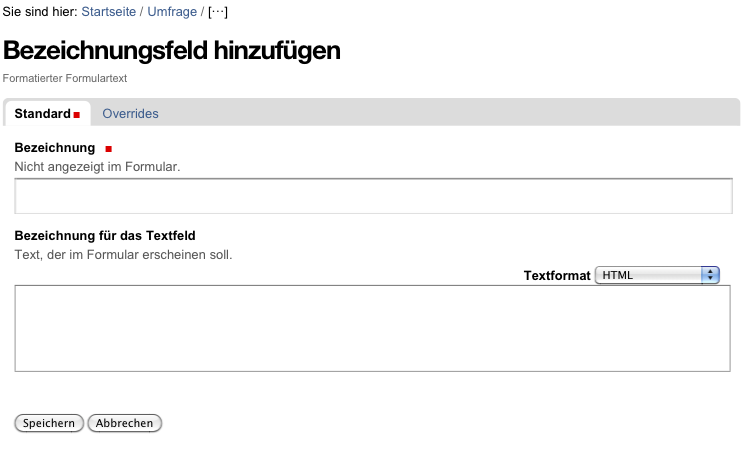 Sie sind hier: Startseite / Umfrage / [···]
Bezeichnungsfeld hinzufügen
Formatierter Formulartext
Standard Overrides
Bezeichnung
Nicht angezeigt im Formular.
Bezeichnung für das Textfeld
Text, der im Formular erscheinen soll.
Textformat HTML
Speichern Abbrechen